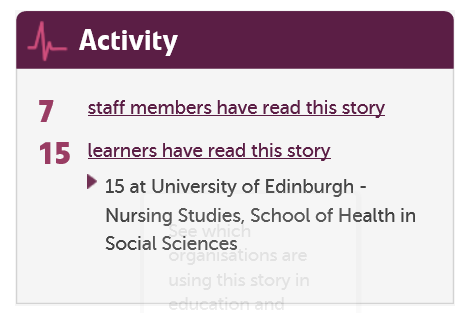 Activity
7 staff members have read this story
15 learners have read this story
15 at University of Edinburgh -
Nursing Studies, School of Health in
Social Sciences
See which
organisations are
using this story in
education and